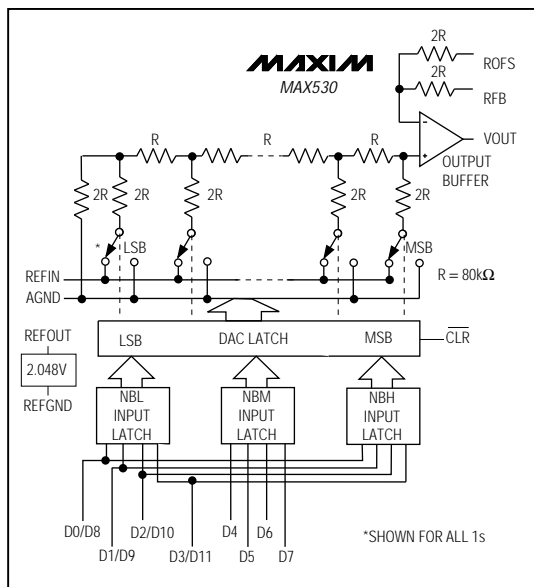 2R
ROFS
MAXIM
2R
MAX530
RFB
-
VOUT
R
R
R
+
OUTPUT
BUFFER
2R
2R
2R
2R
2R
*
LSB
MSB
REFIN
R = 80kΩ
AGND
REFOUT
LSB
DAC LATCH
MSB
CLR
2.048V
REFGND
NBL
INPUT
LATCH
NBM
INPUT
LATCH
NBH
INPUT
LATCH
D0/D8
D2/D10
D4
D6
*SHOWN FOR ALL 1s
D1/D9
D3/D11
D5
D7